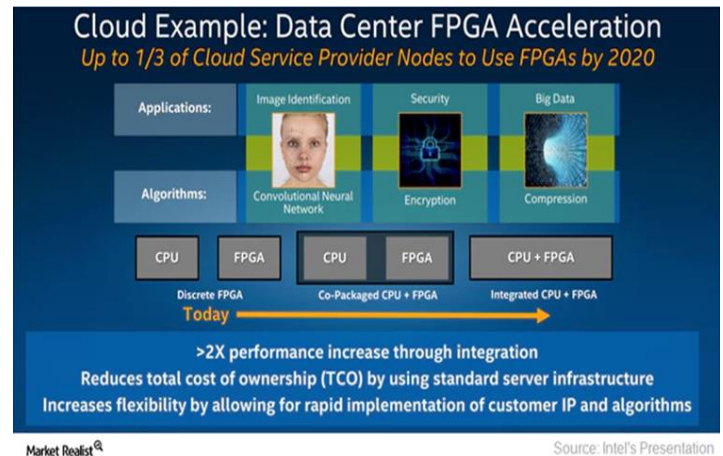 Cloud Example: Data Center FPGA Acceleration
Up to 1/3 of Cloud Service Provider Nodes to Use FPGAs by 2020
Applications:
Image Identification
Security
Big Data
Algorithms:
Convolutional Neural
Network
Encryption
Compression
CPU
FPGA
CPU
FPGA
CPU + FPGA
Discrete FPGA
Co-Packaged CPU + FPGA
Integrated CPU + FPGA
Today
>2X performance increase through integration
Reduces total cost of ownership (TCO) by using standard server infrastructure
Increases flexibility by allowing for rapid implementation of customer IP and algorithms
Market Realist
Source: Intel's Presentation